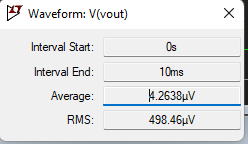 Waveform: V(vout)
Interval Start: 0s
Interval End: 10ms
Average: 4.2638µV
RMS: 498.46µV